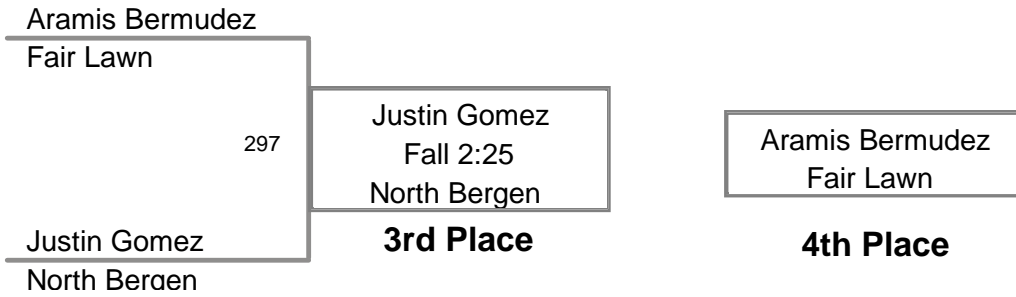 Aramis Bermudez
Fair Lawn
297
Justin Gomez
North Bergen
Justin Gomez
Fall 2:25
North Bergen
3rd Place
Aramis Bermudez
Fair Lawn
4th Place